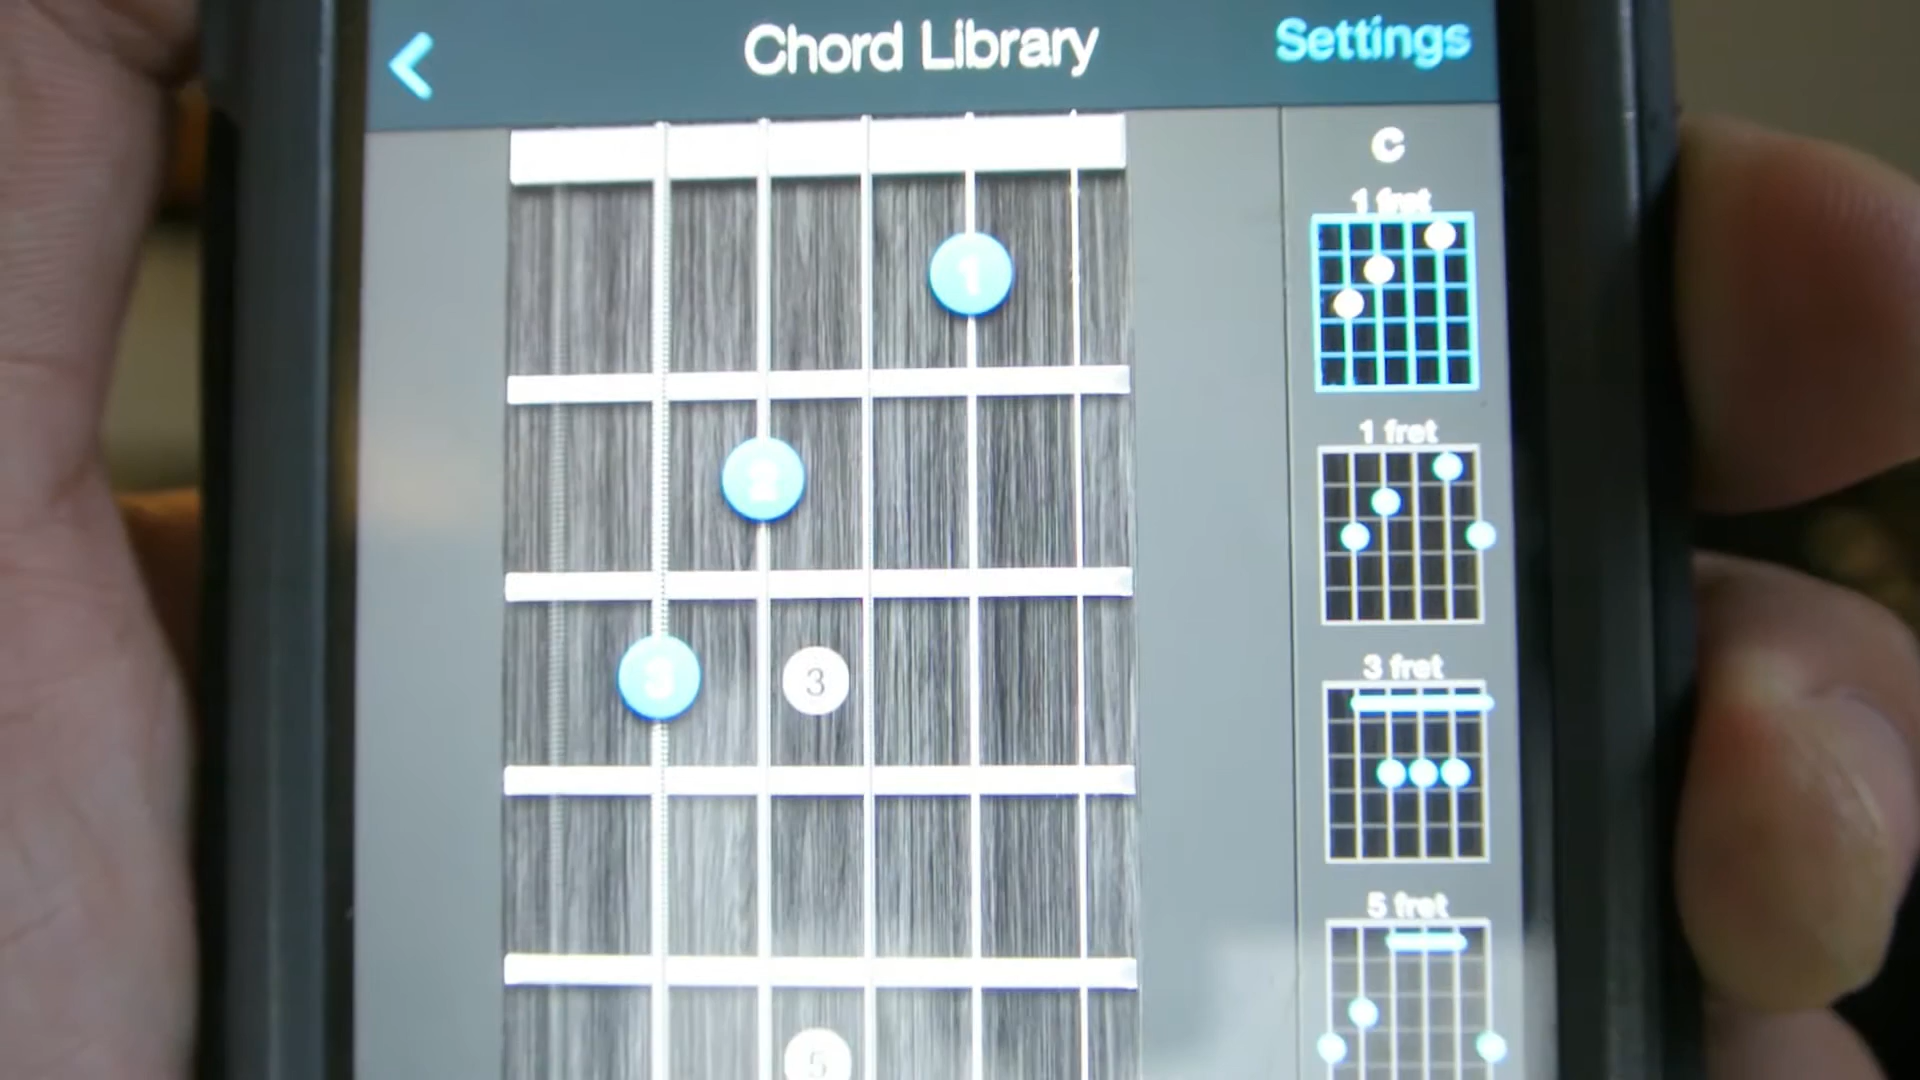 Chord Library
Settings
C
1 fret
1
1 fret
2
3 fret
3
3
5 fret
5